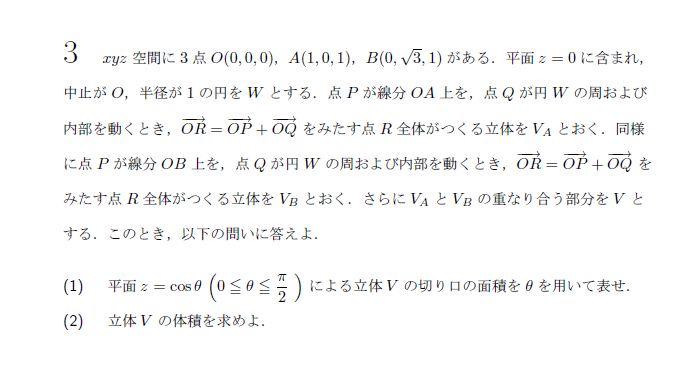 3 xyz 空間に 3 点 O(0, 0, 0), A(1, 0, 1), B(0, √3, 1) がある. 平面 z = 0 に含まれ,
中止が O, 半径が 1 の円を W とする. 点 P が線分 OA 上を, 点 Q が円 W の周および
内部を動くとき, \overrightarrow{OR} = \overrightarrow{OP} + \overrightarrow{OQ} をみたす点 R 全体がつくる立体を V_A とおく. 同様
に点 P が線分 OB 上を, 点 Q が円 W の周および内部を動くとき, \overrightarrow{OR} = \overrightarrow{OP} + \overrightarrow{OQ} を
みたす点 R 全体がつくる立体を V_B とおく. さらに V_A と V_B の重なり合う部分を V と
する. このとき, 以下の問いに答えよ.
(1) 平面 z = cos θ (0 ≦ θ ≦ π/2) による立体 V の切り口の面積を θ を用いて表せ.
(2) 立体 V の体積を求めよ.